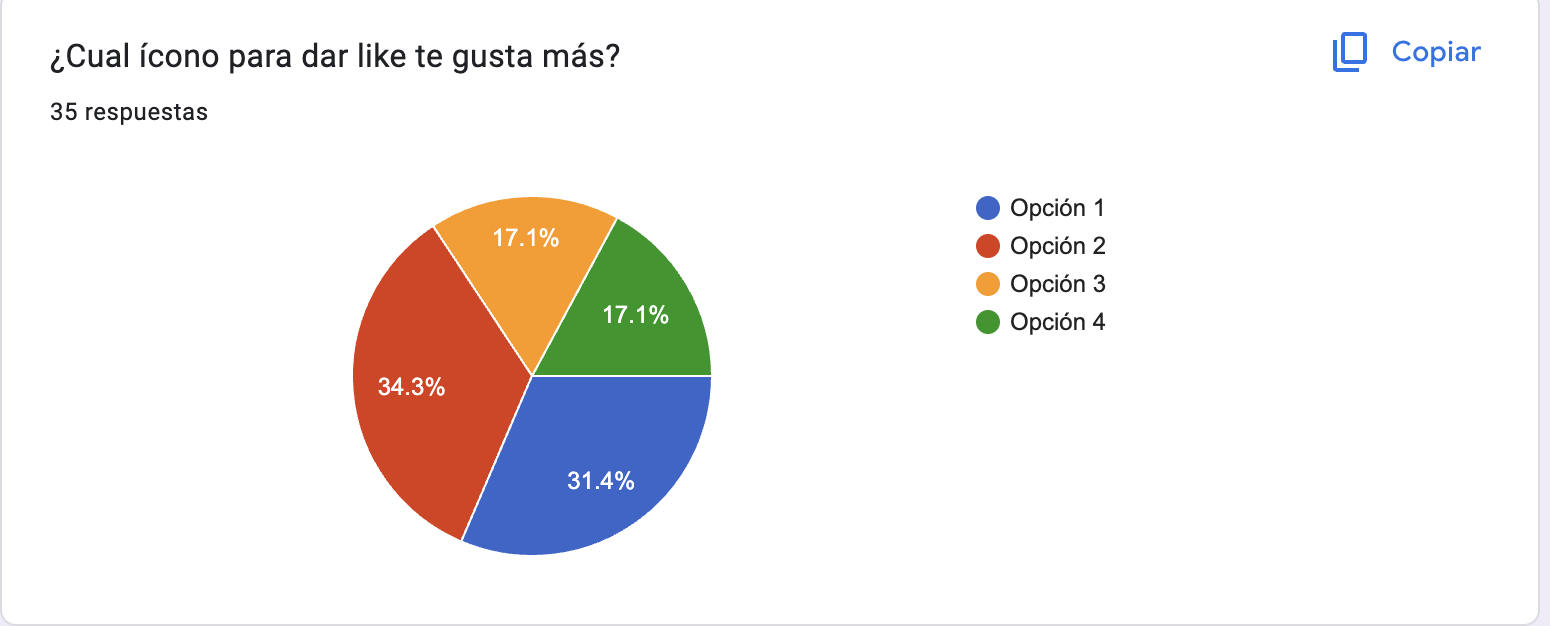 ¿Cual ícono para dar like te gusta más?
Copiar
35 respuestas
17.1%
17.1%
34.3%
31.4%
Opción 1
Opción 2
Opción 3
Opción 4